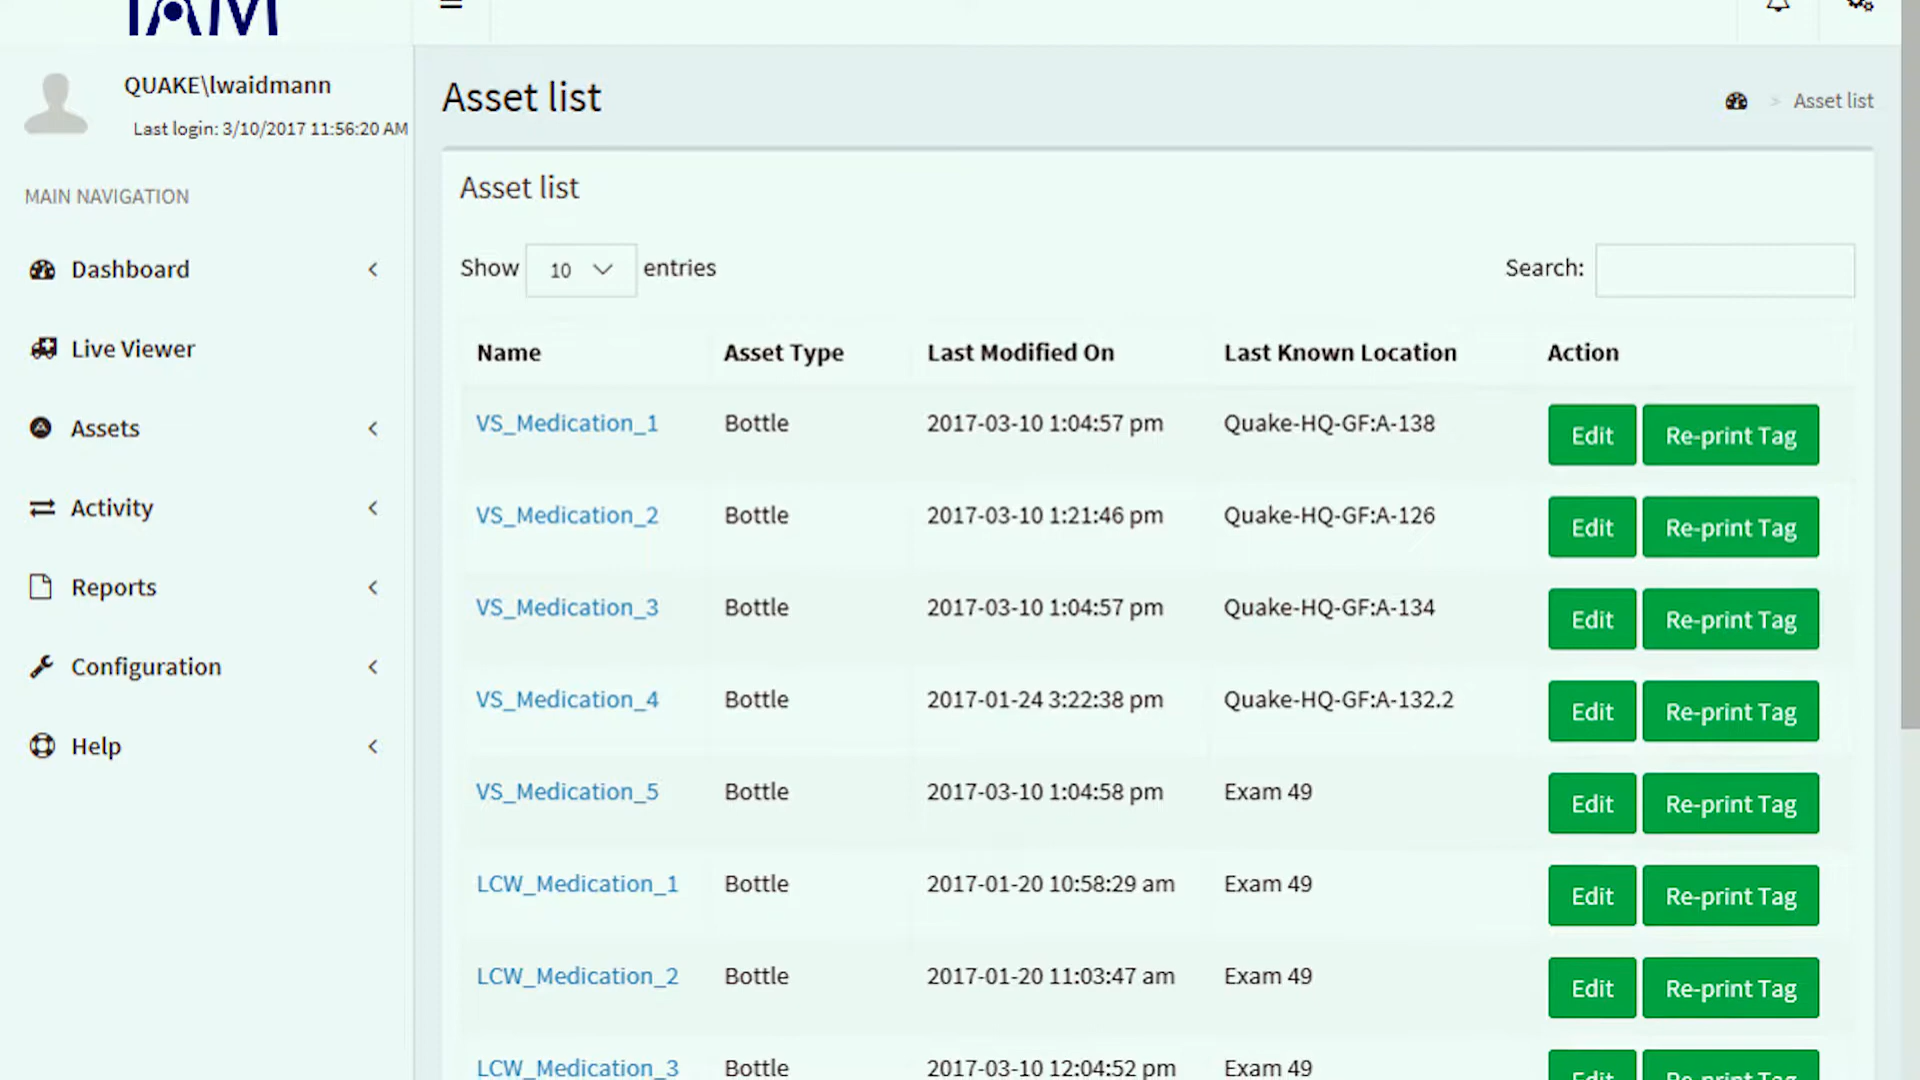 IAM
QUAKE\lwaidmann
Last login: 3/10/2017 11:56:20 AM
MAIN NAVIGATION
Dashboard
Live Viewer
Assets
Activity
Reports
Configuration
Help
Asset list
> Asset list
Asset list
Show 10 entries
Search:
Name Asset Type Last Modified On Last Known Location Action
VS_Medication_1 Bottle 2017-03-10 1:04:57 pm Quake-HQ-GF:A-138 Edit Re-print Tag
VS_Medication_2 Bottle 2017-03-10 1:21:46 pm Quake-HQ-GF:A-126 Edit Re-print Tag
VS_Medication_3 Bottle 2017-03-10 1:04:57 pm Quake-HQ-GF:A-134 Edit Re-print Tag
VS_Medication_4 Bottle 2017-01-24 3:22:38 pm Quake-HQ-GF:A-132.2 Edit Re-print Tag
VS_Medication_5 Bottle 2017-03-10 1:04:58 pm Exam 49 Edit Re-print Tag
LCW_Medication_1 Bottle 2017-01-20 10:58:29 am Exam 49 Edit Re-print Tag
LCW_Medication_2 Bottle 2017-01-20 11:03:47 am Exam 49 Edit Re-print Tag
LCW_Medication_3 Bottle 2017-03-10 12:04:52 pm Exam 49 Edit Re-print Tag